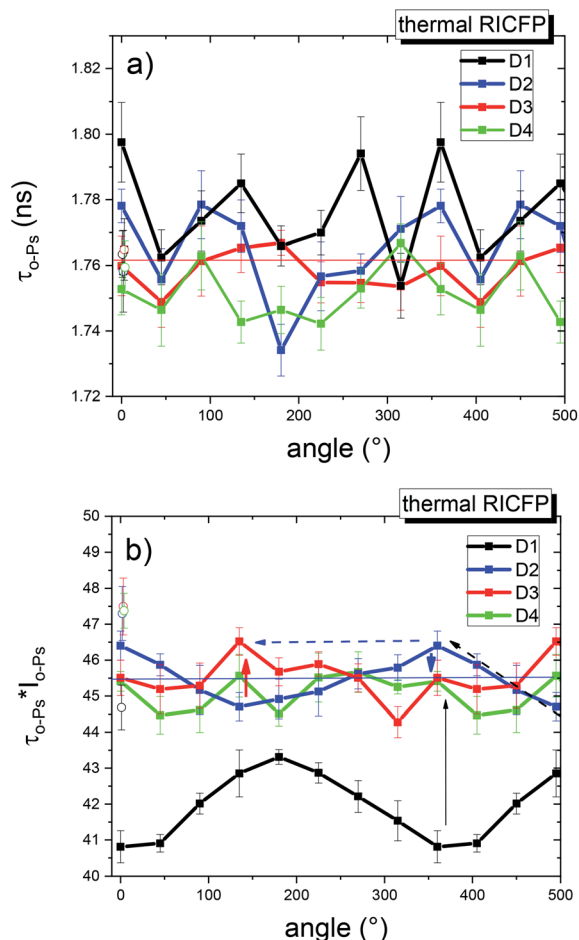 thermal RICFP
a)
D1
D2
D3
D4
1.82
1.80
1.78
1.76
1.74
1.72
τo-Ps (ns)
0 100 200 300 400 500
angle (°)
thermal RICFP
b)
D1
D2
D3
D4
50
49
48
47
46
45
44
43
42
41
40
τo-Ps*Io-Ps
0 100 200 300 400 500
angle (°)